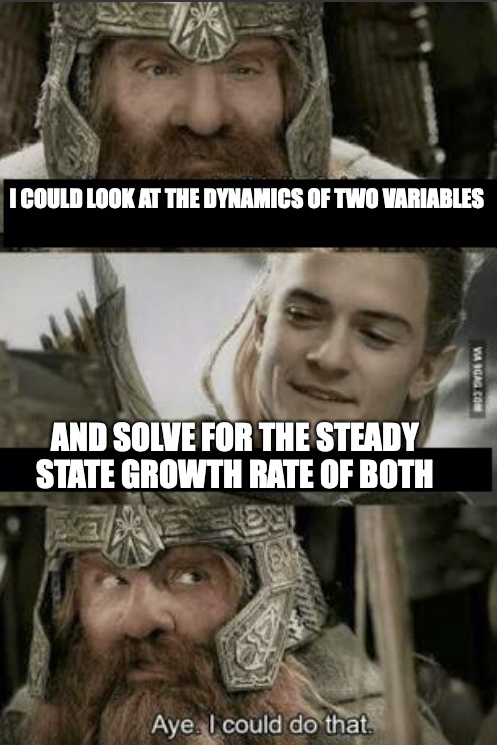 I COULD LOOK AT THE DYNAMICS OF TWO VARIABLES
VIA 9GAG.COM
AND SOLVE FOR THE STEADY
STATE GROWTH RATE OF BOTH
Aye. I could do that.